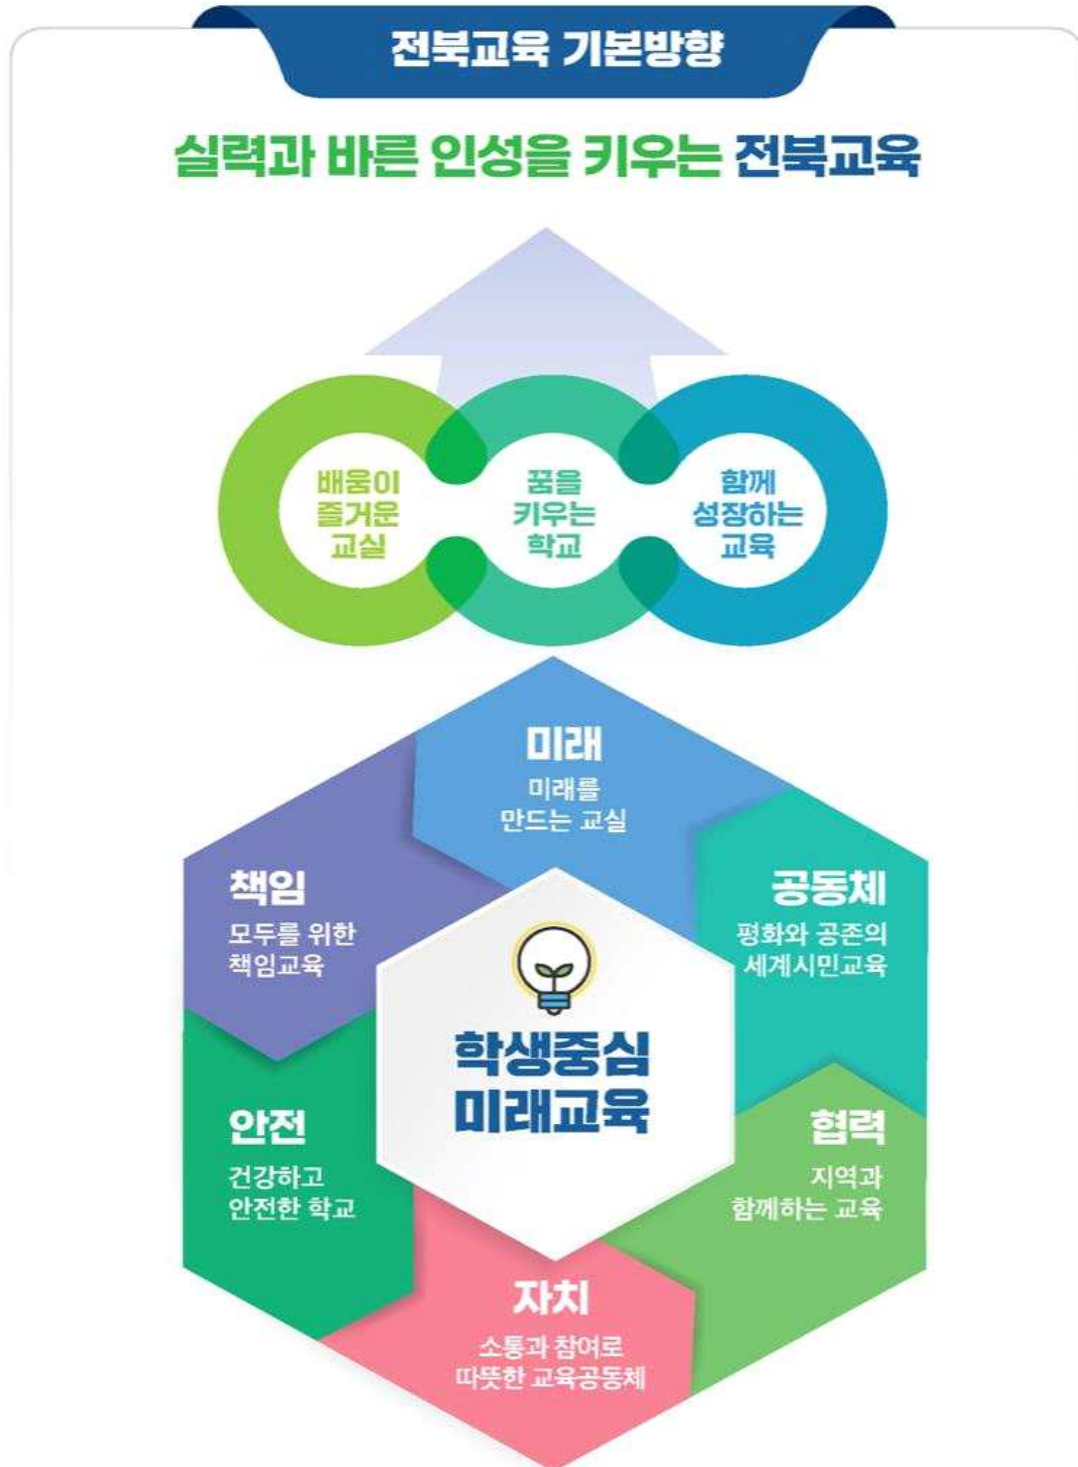 전북교육 기본방향
실력과 바른 인성을 키우는 전북교육
배움이
즐거운
교실
꿈을
키우는
학교
함께
성장하는
교육
미래
미래를
만드는 교실
책임
모두를 위한
책임교육
공동체
평화와 공존의
세계시민교육
학생중심
미래교육
안전
건강하고
안전한 학교
협력
지역과
함께하는 교육
자치
소통과 참여로
따뜻한 교육공동체